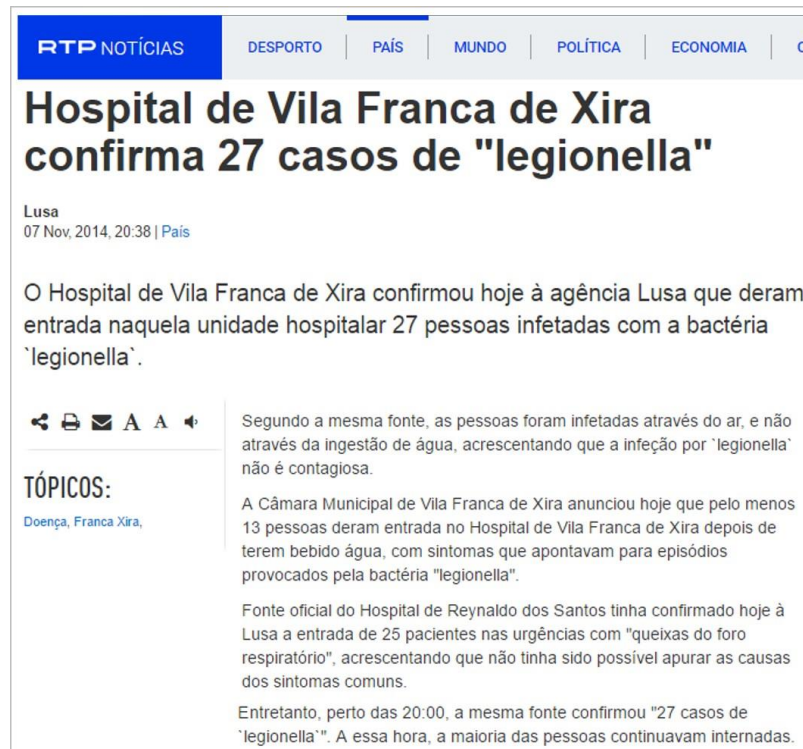 RTP NOTÍCIAS DESPORTO PAÍS MUNDO POLÍTICA ECONOMIA
Hospital de Vila Franca de Xira
confirma 27 casos de "legionella"
Lusa
07 Nov, 2014, 20:38 | País
O Hospital de Vila Franca de Xira confirmou hoje à agência Lusa que deram
entrada naquela unidade hospitalar 27 pessoas infetadas com a bactéria
`legionella`.
A A
TÓPICOS:
Doença, Franca Xira,
Segundo a mesma fonte, as pessoas foram infetadas através do ar, e não
através da ingestão de água, acrescentando que a infeção por `legionella`
não é contagiosa.
A Câmara Municipal de Vila Franca de Xira anunciou hoje que pelo menos
13 pessoas deram entrada no Hospital de Vila Franca de Xira depois de
terem bebido água, com sintomas que apontavam para episódios
provocados pela bactéria "legionella".
Fonte oficial do Hospital de Reynaldo dos Santos tinha confirmado hoje à
Lusa a entrada de 25 pacientes nas urgências com "queixas do foro
respiratório", acrescentando que não tinha sido possível apurar as causas
dos sintomas comuns.
Entretanto, perto das 20:00, a mesma fonte confirmou "27 casos de
`legionella`". A essa hora, a maioria das pessoas continuavam internadas.